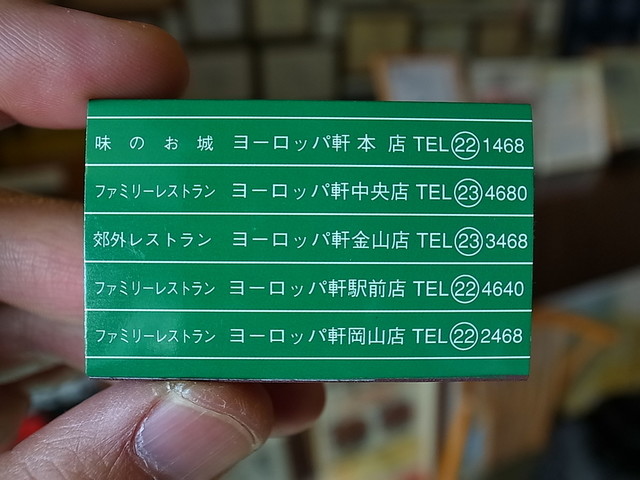 味のお城 ヨーロッパ軒本店 TEL㉒1468
ファミリーレストラン ヨーロッパ軒中央店 TEL㉓4680
郊外レストラン ヨーロッパ軒金山店 TEL㉓3468
ファミリーレストラン ヨーロッパ軒駅前店 TEL㉒4640
ファミリーレストラン ヨーロッパ軒岡山店 TEL㉒2468